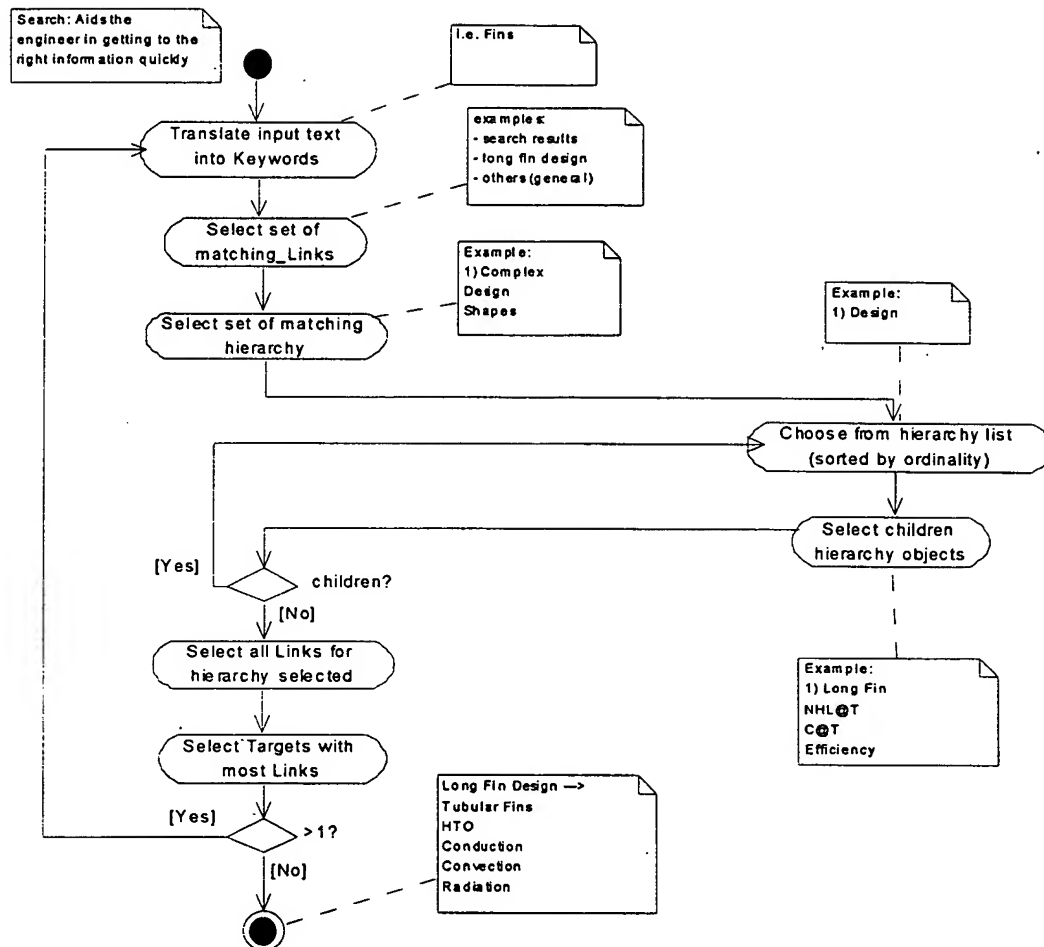 Search: Aids the
engineer in getting to the
right information quickly
i.e. Fins
Translate input text
into Keywords
examples:
- search results
- long fin design
- others (general)
Select set of
matching_Links
Example:
1) Complex
Design
Shapes
Select set of matching
hierarchy
Example:
1) Design
Choose from hierarchy list
(sorted by ordinality)
Select children
hierarchy objects
[Yes]
children?
[No]
Select all Links for
hierarchy selected
Example:
1) Long Fin
NHL@T
C@T
Efficiency
Select Targets with
most Links
Long Fin Design —>
Tubular Fins
HTO
Conduction
Convection
Radiation
[Yes]
>1?
[No]